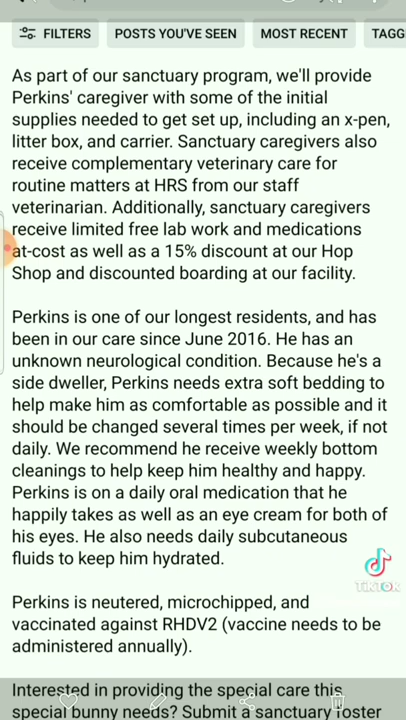 FILTERS
POSTS YOU'VE SEEN
MOST RECENT
TAGG
As part of our sanctuary program, we'll provide
Perkins' caregiver with some of the initial
supplies needed to get set up, including an x-pen,
litter box, and carrier. Sanctuary caregivers also
receive complementary veterinary care for
routine matters at HRS from our staff
veterinarian. Additionally, sanctuary caregivers
receive limited free lab work and medications
at-cost as well as a 15% discount at our Hop
Shop and discounted boarding at our facility.
Perkins is one of our longest residents, and has
been in our care since June 2016. He has an
unknown neurological condition. Because he's a
side dweller, Perkins needs extra soft bedding to
help make him as comfortable as possible and it
should be changed several times per week, if not
daily. We recommend he receive weekly bottom
cleanings to help keep him healthy and happy.
Perkins is on a daily oral medication that he
happily takes as well as an eye cream for both of
his eyes. He also needs daily subcutaneous
fluids to keep him hydrated.
TIKTOK
Perkins is neutered, microchipped, and
vaccinated against RHDV2 (vaccine needs to be
administered annually).
Interested in providing the special care this
special bunny needs? Submit a sanctuary foster